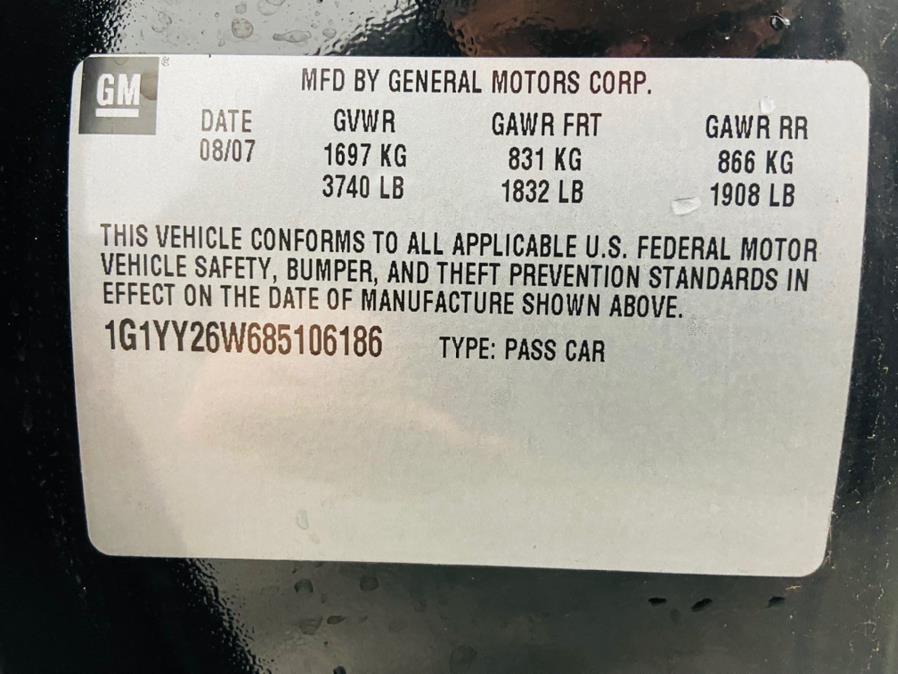 GM ®
MFD BY GENERAL MOTORS CORP.
DATE GVWR GAWR FRT GAWR RR
08/07 1697 KG 831 KG 866 KG
3740 LB 1832 LB 1908 LB
THIS VEHICLE CONFORMS TO ALL APPLICABLE U.S. FEDERAL MOTOR
VEHICLE SAFETY, BUMPER, AND THEFT PREVENTION STANDARDS IN
EFFECT ON THE DATE OF MANUFACTURE SHOWN ABOVE.
1G1YY26W685106186 TYPE: PASS CAR